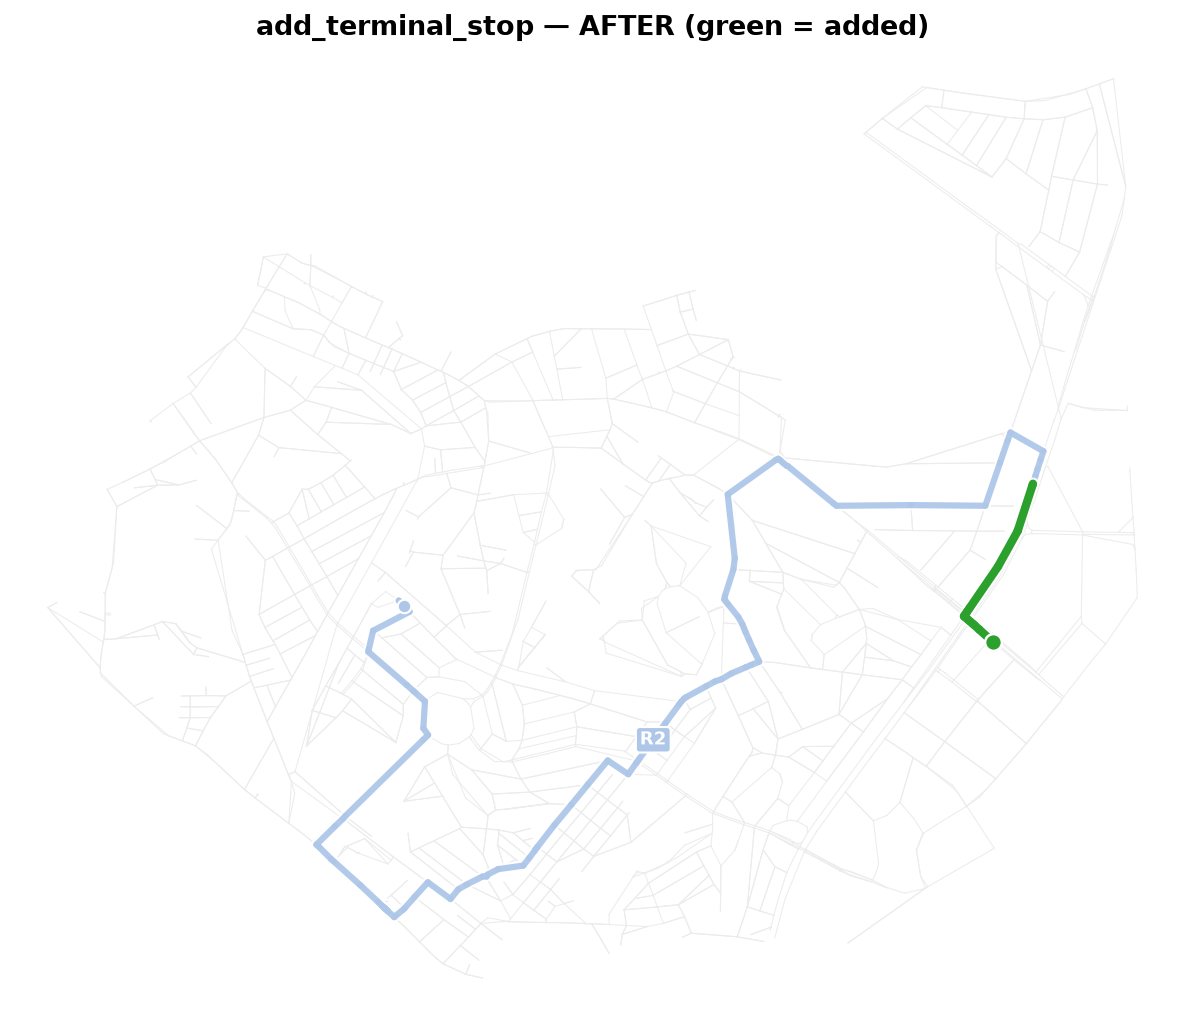 add_terminal_stop — AFTER (green = added)
R2